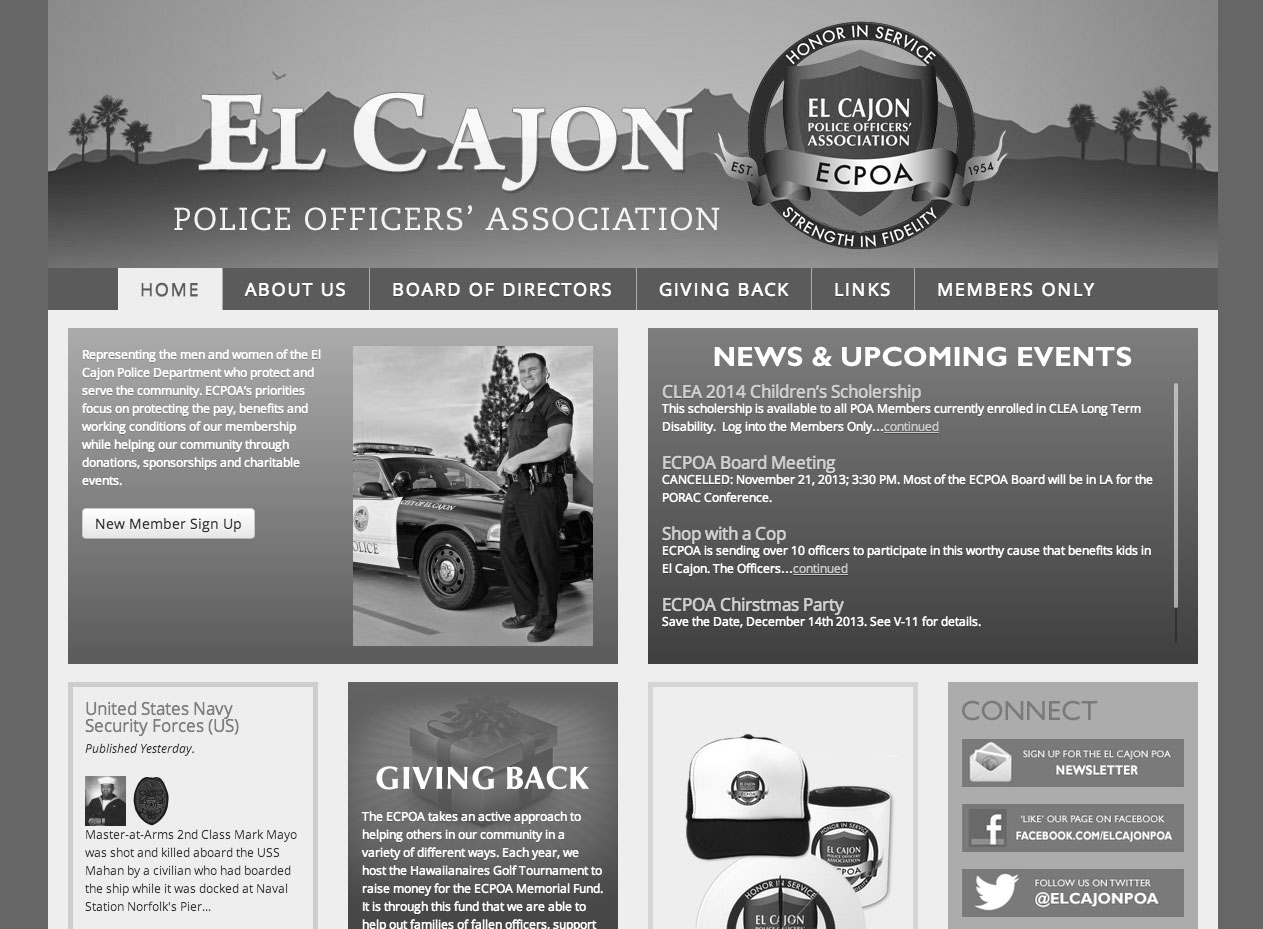 EL CAJON
POLICE OFFICERS' ASSOCIATION
HONOR IN SERVICE
EL CAJON
POLICE OFFICERS'
ASSOCIATION
EST. ECPOA 1954
STRENGTH IN FIDELITY
HOME ABOUT US BOARD OF DIRECTORS GIVING BACK LINKS MEMBERS ONLY
Representing the men and women of the El
Cajon Police Department who protect and
serve the community. ECPOA's priorities
focus on protecting the pay, benefits and
working conditions of our membership
while helping our community through
donations, sponsorships and charitable
events.
New Member Sign Up
CITY OF EL CAJON
POLICE
NEWS & UPCOMING EVENTS
CLEA 2014 Children's Scholership
This scholership is available to all POA Members currently enrolled in CLEA Long Term
Disability. Log into the Members Only...continued
ECPOA Board Meeting
CANCELLED: November 21, 2013; 3:30 PM. Most of the ECPOA Board will be in LA for the
PORAC Conference.
Shop with a Cop
ECPOA is sending over 10 officers to participate in this worthy cause that benefits kids in
El Cajon. The Officers...continued
ECPOA Chirstmas Party
Save the Date, December 14th 2013. See V-11 for details.
United States Navy
Security Forces (US)
Published Yesterday.
Master-at-Arms 2nd Class Mark Mayo
was shot and killed aboard the USS
Mahan by a civilian who had boarded
the ship while it was docked at Naval
Station Norfolk's Pier...
GIVING BACK
The ECPOA takes an active approach to
helping others in our community in a
variety of different ways. Each year, we
host the Hawaiianaires Golf Tournament to
raise money for the ECPOA Memorial Fund.
It is through this fund that we are able to
help out families of fallen officers, support
EL CAJON
ECPOA
HONOR IN SERVICE
EL CAJON
POLICE OFFICERS'
ASSOCIATION
ECPOA
HONOR IN SERVICE
EL CAJON
POLICE OFFICERS'
ASSOCIATION
CONNECT
SIGN UP FOR THE EL CAJON POA
NEWSLETTER
'LIKE' OUR PAGE ON FACEBOOK
FACEBOOK.COM/ELCAJONPOA
FOLLOW US ON TWITTER
@ELCAJONPOA